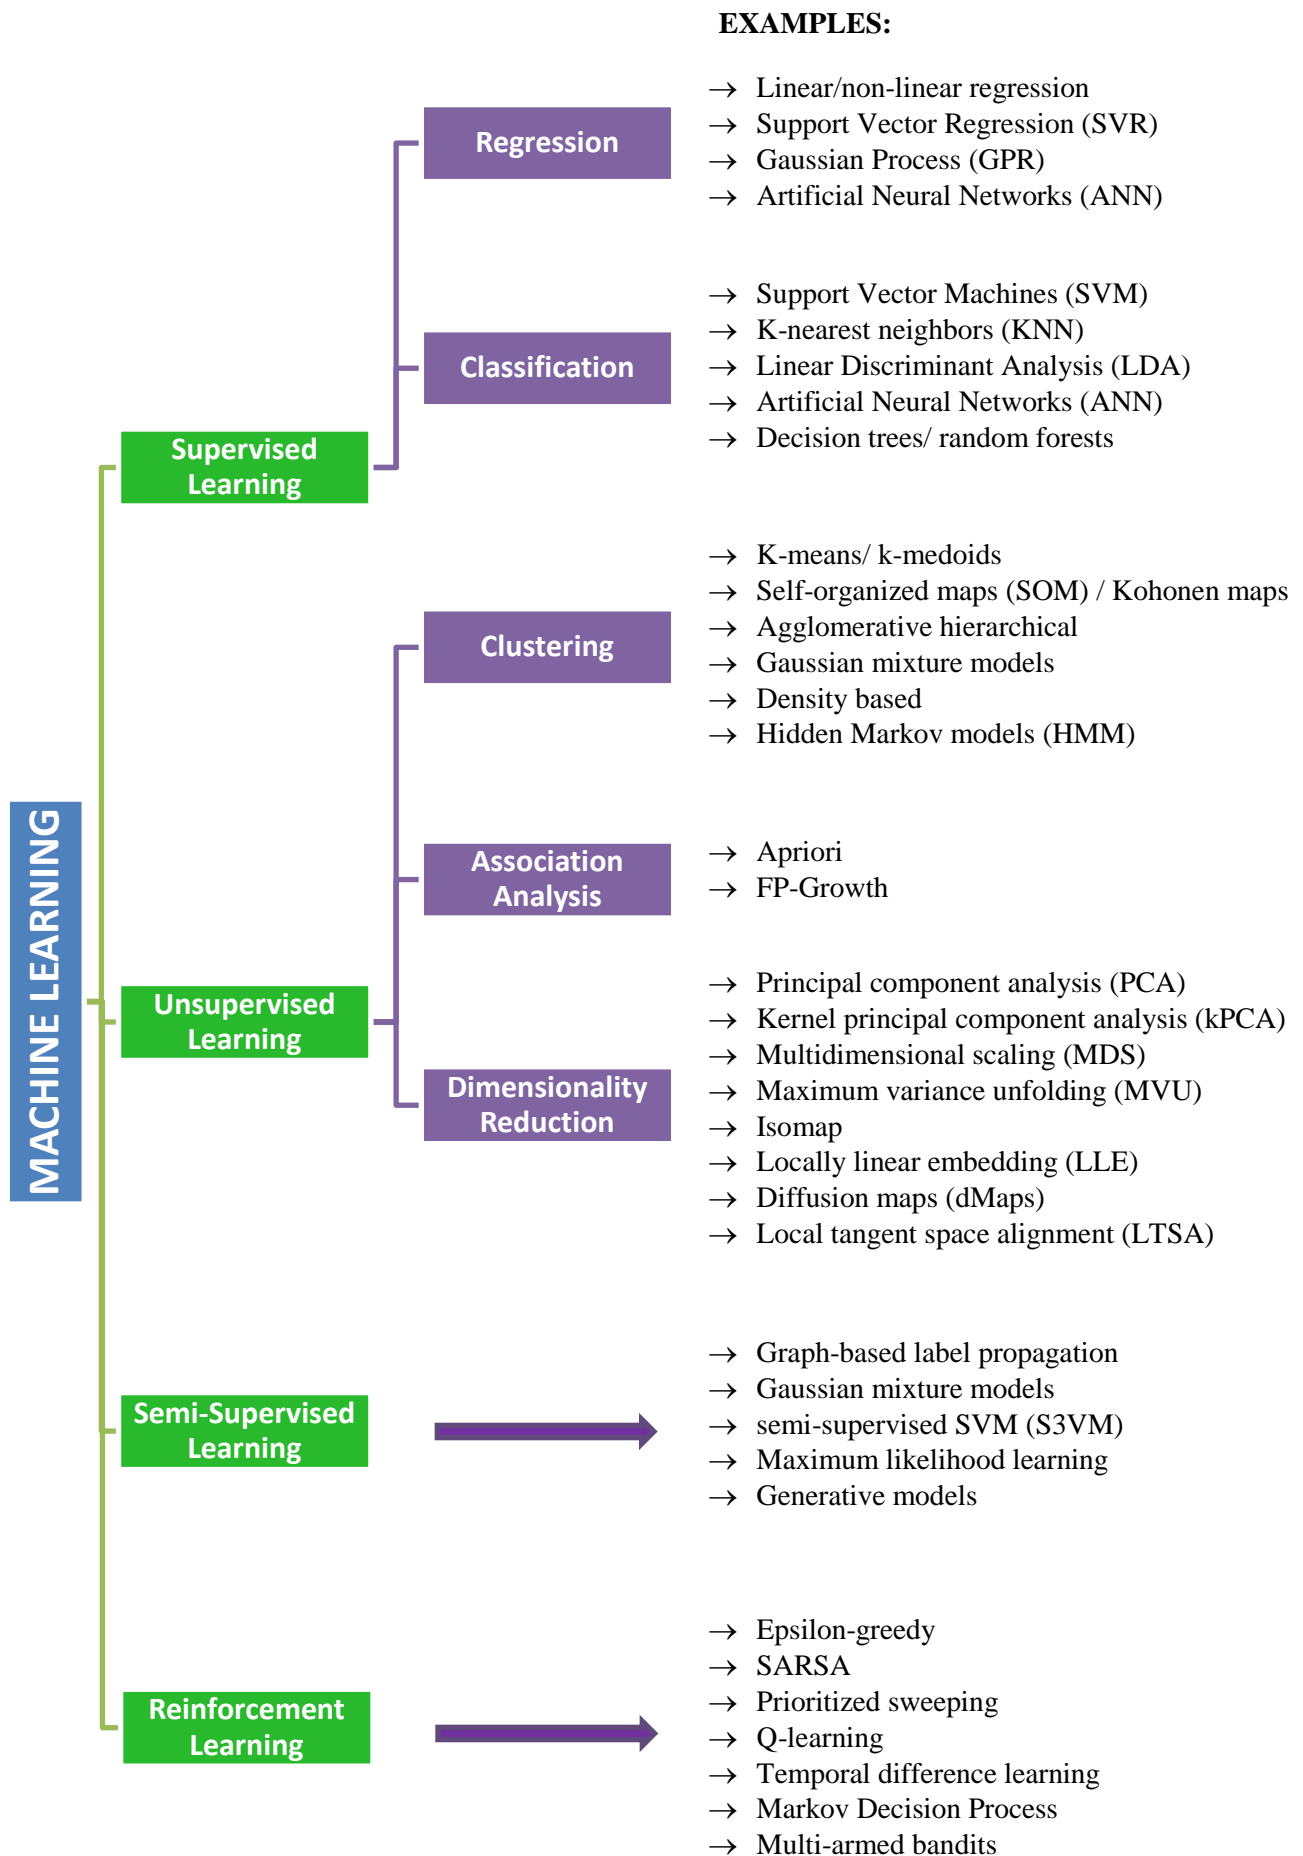 EXAMPLES:
MACHINE LEARNING
Supervised
Learning
Regression
→ Linear/non-linear regression
→ Support Vector Regression (SVR)
→ Gaussian Process (GPR)
→ Artificial Neural Networks (ANN)
Classification
→ Support Vector Machines (SVM)
→ K-nearest neighbors (KNN)
→ Linear Discriminant Analysis (LDA)
→ Artificial Neural Networks (ANN)
→ Decision trees/ random forests
Unsupervised
Learning
Clustering
→ K-means/ k-medoids
→ Self-organized maps (SOM) / Kohonen maps
→ Agglomerative hierarchical
→ Gaussian mixture models
→ Density based
→ Hidden Markov models (HMM)
Association
Analysis
→ Apriori
→ FP-Growth
Dimensionality
Reduction
→ Principal component analysis (PCA)
→ Kernel principal component analysis (kPCA)
→ Multidimensional scaling (MDS)
→ Maximum variance unfolding (MVU)
→ Isomap
→ Locally linear embedding (LLE)
→ Diffusion maps (dMaps)
→ Local tangent space alignment (LTSA)
Semi-Supervised
Learning
→ Graph-based label propagation
→ Gaussian mixture models
→ semi-supervised SVM (S3VM)
→ Maximum likelihood learning
→ Generative models
Reinforcement
Learning
→ Epsilon-greedy
→ SARSA
→ Prioritized sweeping
→ Q-learning
→ Temporal difference learning
→ Markov Decision Process
→ Multi-armed bandits